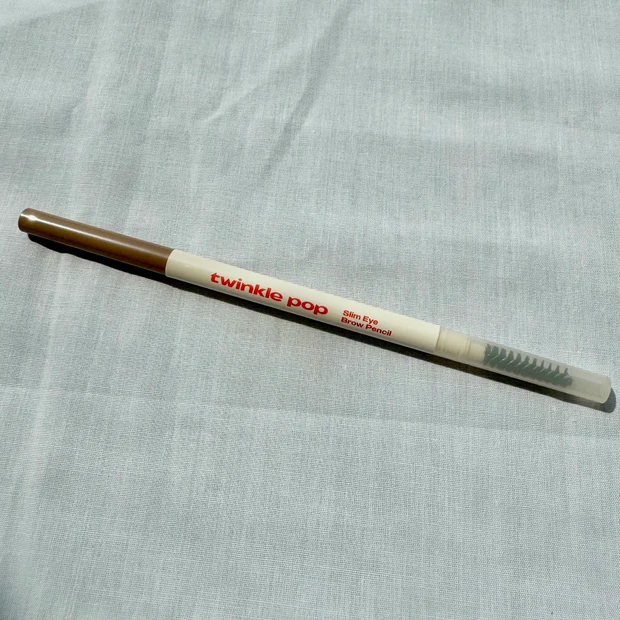 twinkle pop
Slim Eye
Brow Pencil